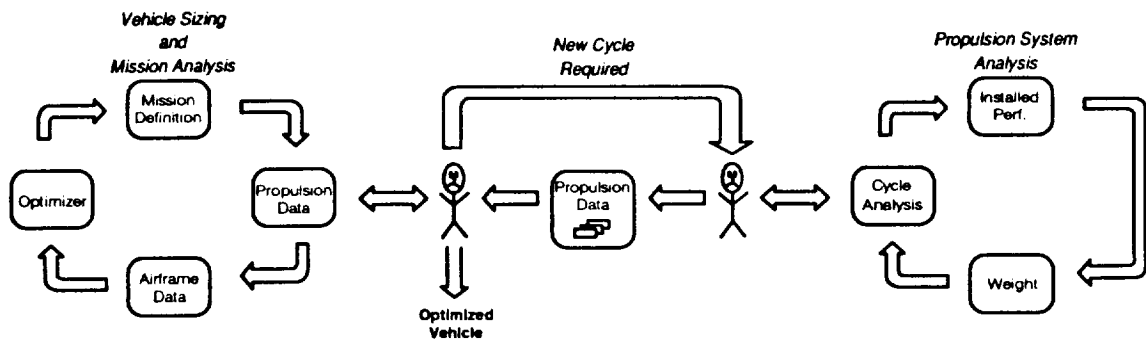 Vehicle Sizing
and
Mission Analysis
Mission
Definition
Optimizer
Propulsion
Data
Airframe
Data
New Cycle
Required
Propulsion
Data
Optimized
Vehicle
Propulsion System
Analysis
Installed
Perf.
Cycle
Analysis
Weight